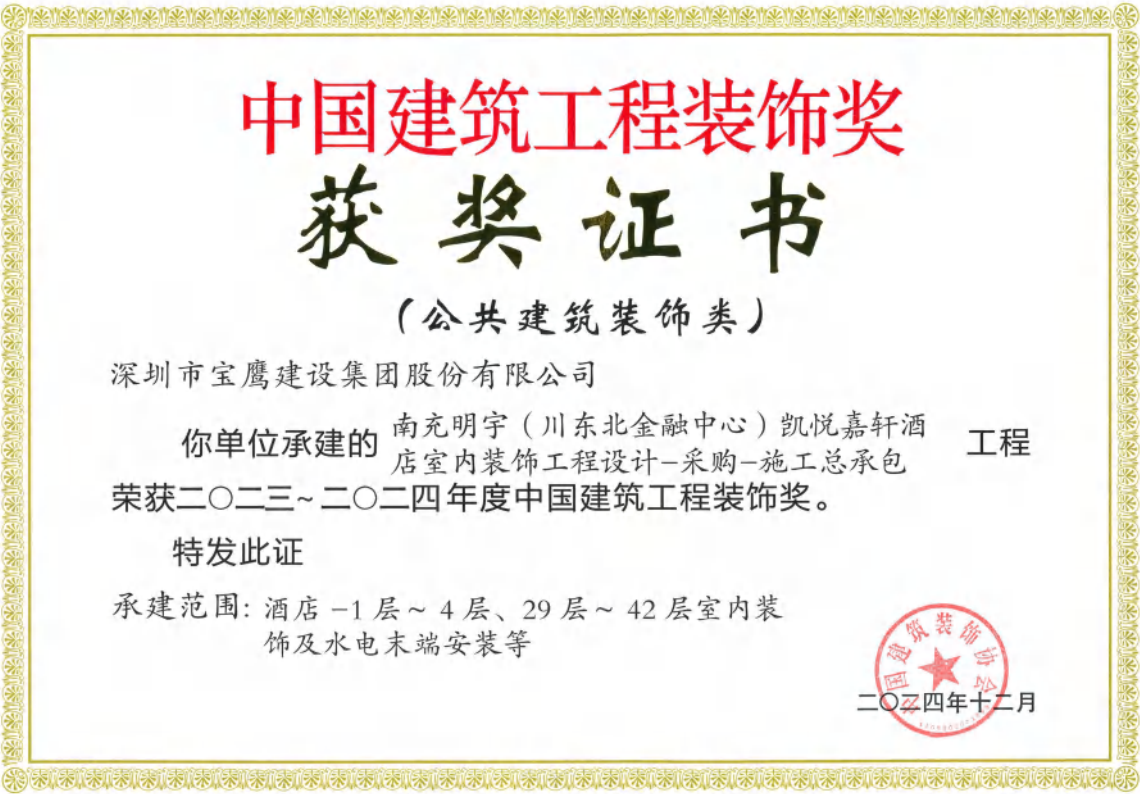 中国建筑工程装饰奖
获奖证书
（公共建筑装饰类）
深圳市宝鹰建设集团股份有限公司
你单位承建的 南充明宇（川东北金融中心）凯悦嘉轩酒
店室内装饰工程设计-采购-施工总承包 工程
荣获二〇二三~二〇二四年度中国建筑工程装饰奖。
特发此证
承建范围: 酒店 -1 层~ 4 层、29 层~ 42 层室内装
饰及水电末端安装等
中国建筑装饰协会
二〇二四年十二月